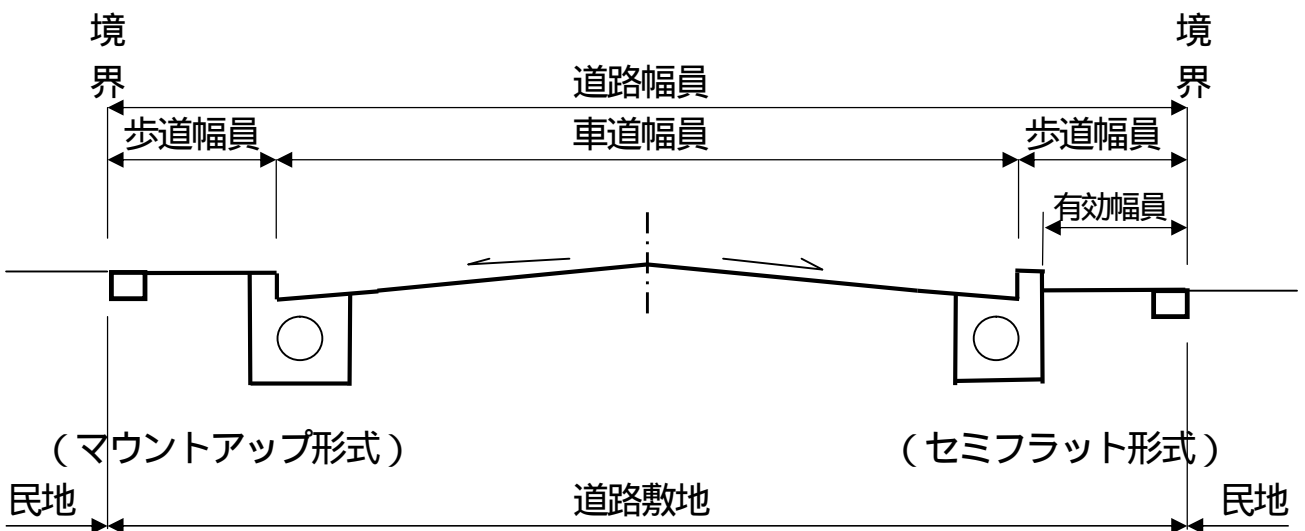 境界
境界
道路幅員
歩道幅員
車道幅員
歩道幅員
有効幅員
(マウントアップ形式)
(セミフラット形式)
民地
道路敷地
民地